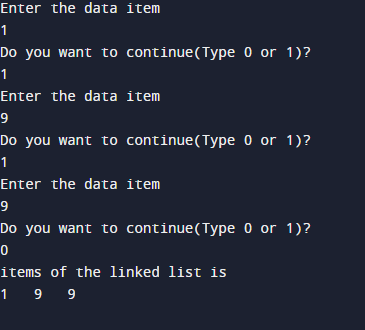 Enter the data item
1
Do you want to continue(Type 0 or 1)?
1
Enter the data item
9
Do you want to continue(Type 0 or 1)?
1
Enter the data item
9
Do you want to continue(Type 0 or 1)?
0
items of the linked list is
1   9   9